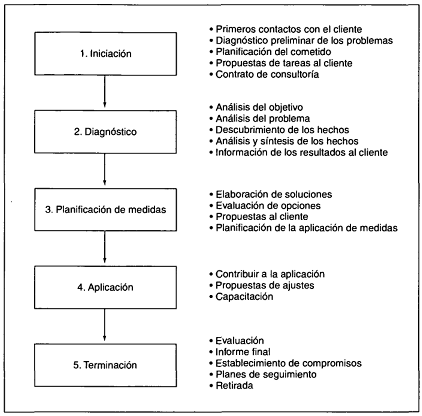 1. Iniciación
• Primeros contactos con el cliente
• Diagnóstico preliminar de los problemas
• Planificación del cometido
• Propuestas de tareas al cliente
• Contrato de consultoría
2. Diagnóstico
• Análisis del objetivo
• Análisis del problema
• Descubrimiento de los hechos
• Análisis y síntesis de los hechos
• Información de los resultados al cliente
3. Planificación de medidas
• Elaboración de soluciones
• Evaluación de opciones
• Propuestas al cliente
• Planificación de la aplicación de medidas
4. Aplicación
• Contribuir a la aplicación
• Propuestas de ajustes
• Capacitación
5. Terminación
• Evaluación
• Informe final
• Establecimiento de compromisos
• Planes de seguimiento
• Retirada